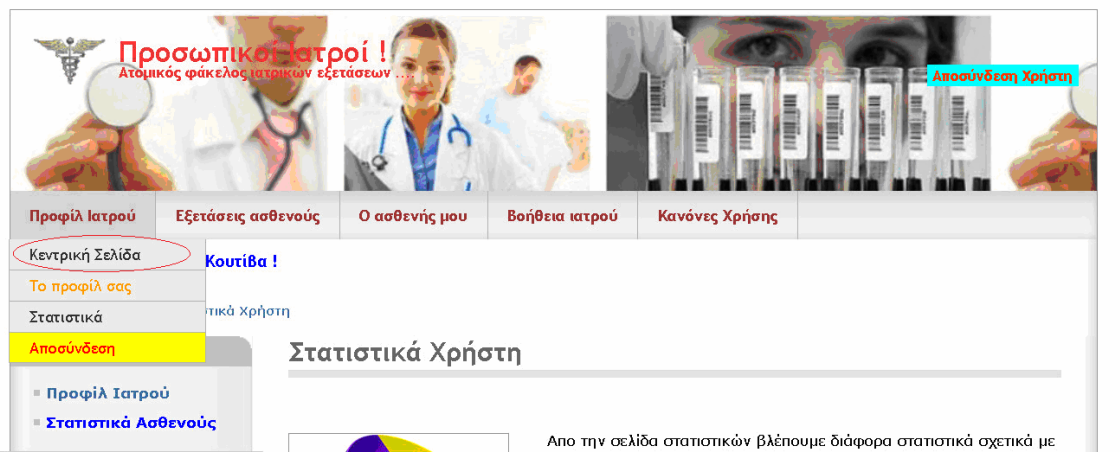 Προσωπικοί Ιατροί !
Ατομικός φάκελος ιατρικών εξετάσεων ....
Αποσύνδεση Χρήστη
Προφίλ Ιατρού
Εξετάσεις ασθενούς
Ο ασθενής μου
Βοήθεια ιατρού
Κανόνες Χρήσης
Κεντρική Σελίδα
Κουτίβα !
Το προφίλ σας
Στατιστικά
τικά Χρήστη
Αποσύνδεση
Στατιστικά Χρήστη
Προφίλ Ιατρού
Στατιστικά Ασθενούς
Απο την σελίδα στατιστικών βλέπουμε διάφορα στατιστικά σχετικά με